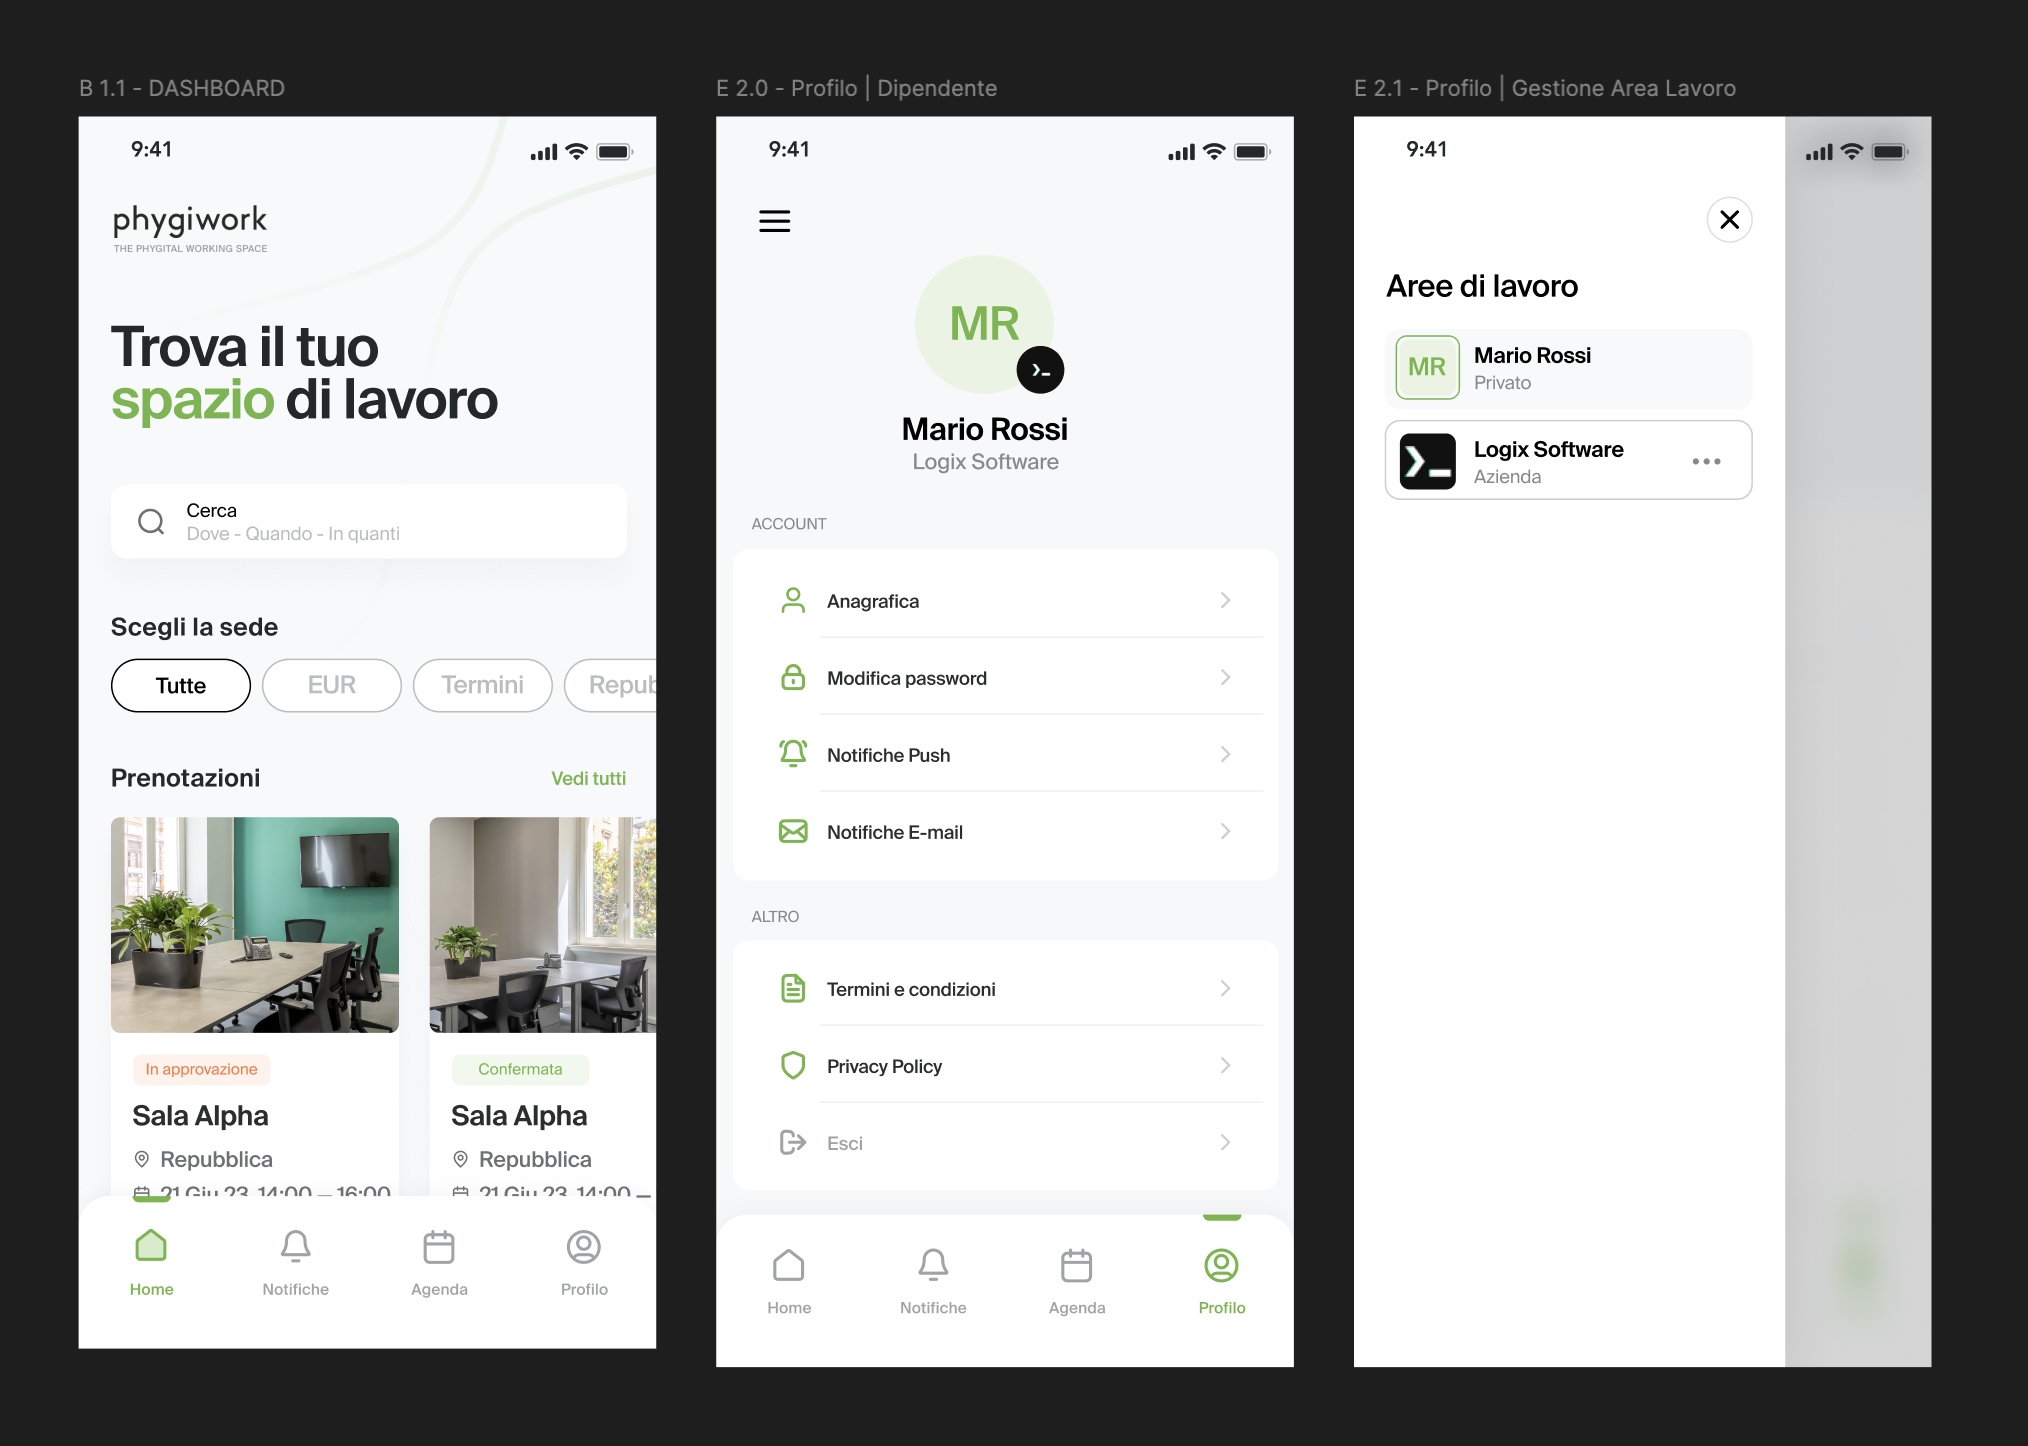 B 1.1 - DASHBOARD
9:41
phygiwork
THE PHYGITAL WORKING SPACE
Trova il tuo
spazio di lavoro
Cerca
Dove - Quando - In quanti
Scegli la sede
Tutte
EUR
Termini
Repub
Prenotazioni
Vedi tutti
In approvazione
Sala Alpha
Repubblica
21 Giu 23, 14:00 – 16:00
Confermata
Sala Alpha
Repubblica
21 Giu 23, 14:00 –
Home
Notifiche
Agenda
Profilo
E 2.0 - Profilo | Dipendente
9:41
MR
Mario Rossi
Logix Software
ACCOUNT
Anagrafica
Modifica password
Notifiche Push
Notifiche E-mail
ALTRO
Termini e condizioni
Privacy Policy
Esci
Home
Notifiche
Agenda
Profilo
E 2.1 - Profilo | Gestione Area Lavoro
9:41
Aree di lavoro
MR
Mario Rossi
Privato
Logix Software
Azienda